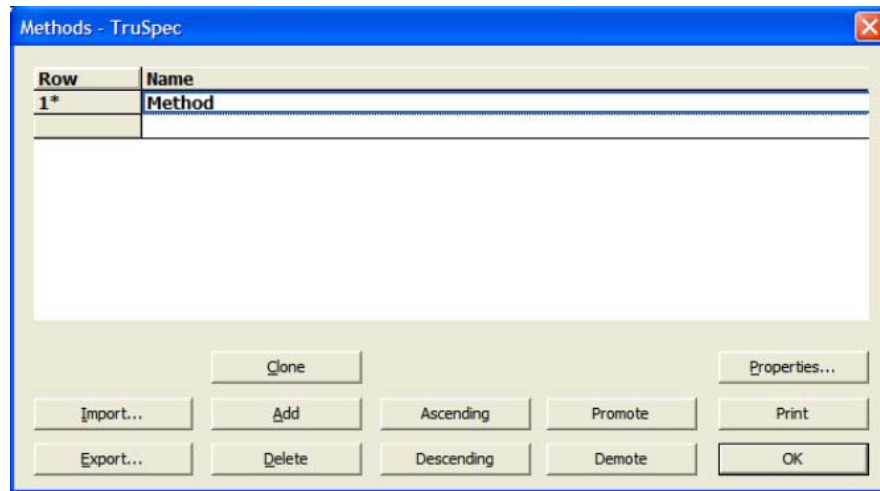 Methods - TruSpec
Row Name
1* Method
Clone Properties...
Import... Add Ascending Promote Print
Export... Delete Descending Demote OK